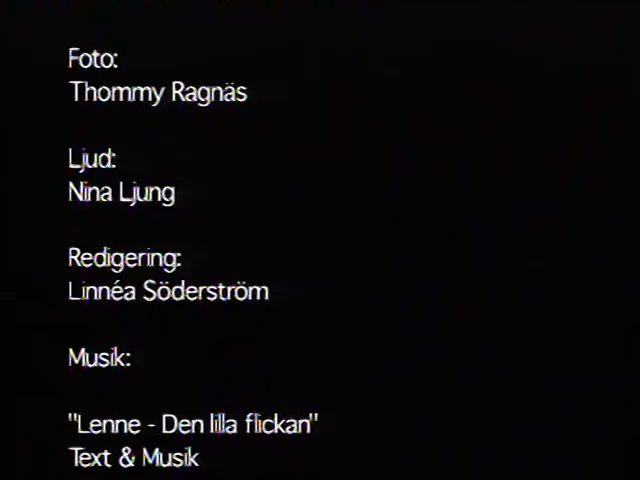 Foto:
Thommy Ragnäs
Ljud:
Nina Ljung
Redigering:
Linnéa Söderström
Musik:
"Lenne - Den lilla flickan"
Text & Musik